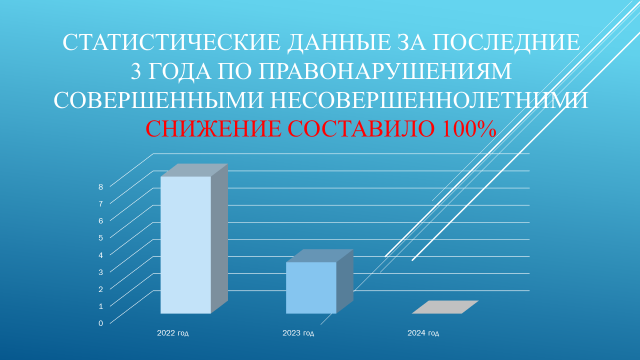 СТАТИСТИЧЕСКИЕ ДАННЫЕ ЗА ПОСЛЕДНИЕ
3 ГОДА ПО ПРАВОНАРУШЕНИЯМ
СОВЕРШЕННЫМИ НЕСОВЕРШЕННОЛЕТНИМИ
СНИЖЕНИЕ СОСТАВИЛО 100%
8
7
6
5
4
3
2
1
0
2022 год 2023 год 2024 год